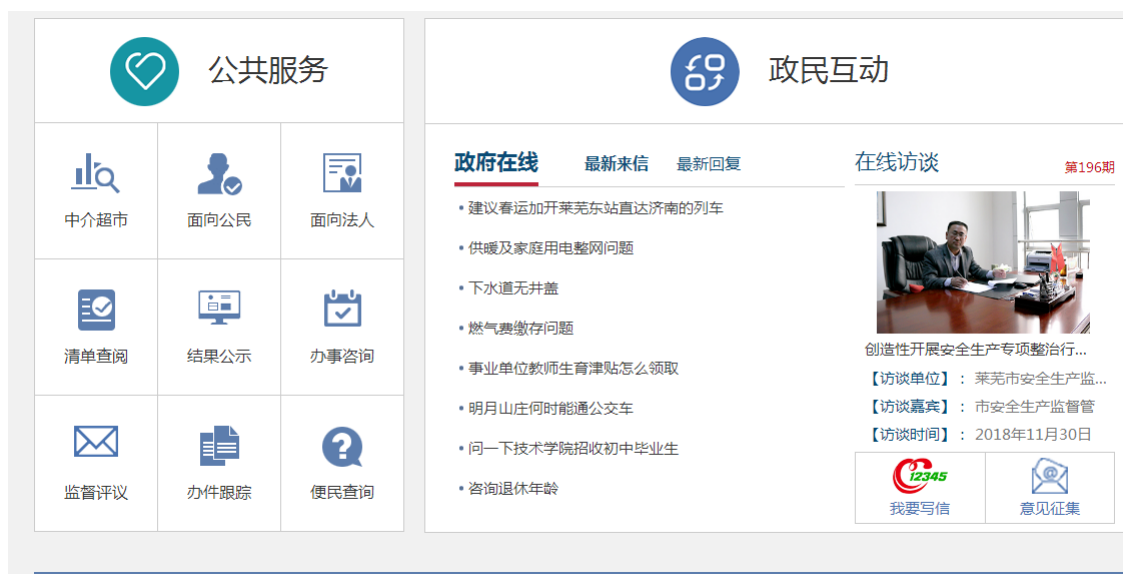 公共服务
中介超市
面向公民
面向法人
清单查阅
结果公示
办事咨询
监督评议
办件跟踪
便民查询
政民互动
政府在线 最新来信 最新回复
•建议春运加开莱芜东站直达济南的列车
•供暖及家庭用电整网问题
•下水道无井盖
•燃气费缴存问题
•事业单位教师生育津贴怎么领取
•明月山庄何时能通公交车
•问一下技术学院招收初中毕业生
•咨询退休年龄
在线访谈 第196期
创造性开展安全生产专项整治行...
【访谈单位】：莱芜市安全生产监...
【访谈嘉宾】：市安全生产监督管
【访谈时间】：2018年11月30日
12345
我要写信
意见征集